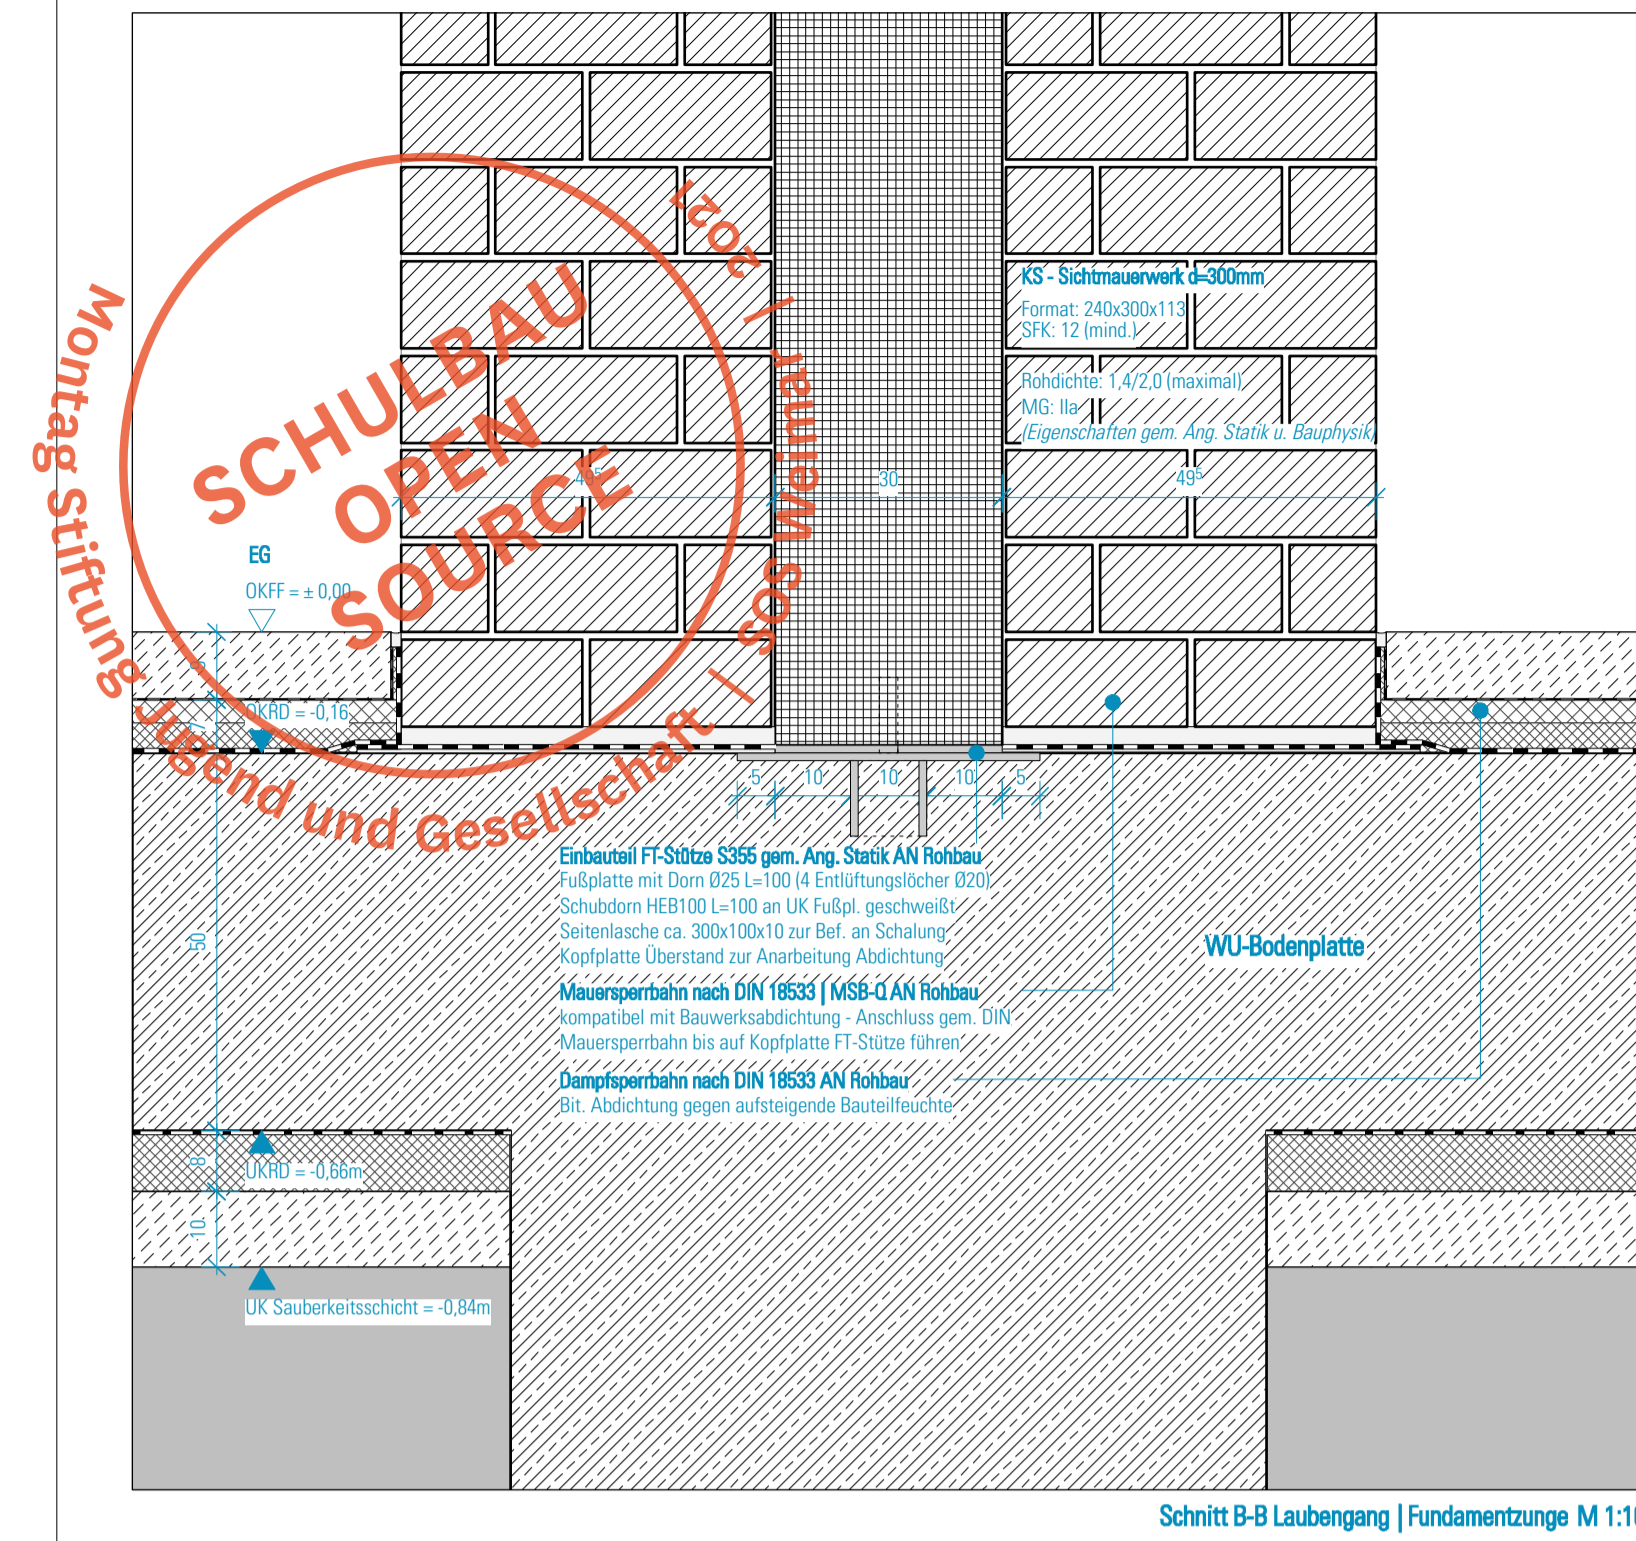 KS - Sichtmauerwerk d=300mm
Format: 240x300x113
SFK: 12 (mind.)
Rohdichte: 1,4/2,0 (maximal)
MG: IIa
(Eigenschaften gem. Ang. Statik u. Bauphysik)
49⁵
30
49⁵
SCHULBAU
OPEN
SOURCE
Montag Stiftung Jugend und Gesellschaft | SOS Weimar | 2021
EG
OKFF = ± 0,00
9
OKRD = -0,16
7
5
10
10
10
5
Einbauteil FT-Stütze S355 gem. Ang. Statik AN Rohbau
Fußplatte mit Dorn Ø25 L=100 (4 Entlüftungslöcher Ø20)
Schubdorn HEB100 L=100 an UK Fußpl. geschweißt
Seitenlasche ca. 300x100x10 zur Bef. an Schalung
Kopfplatte Überstand zur Anarbeitung Abdichtung
50
WU-Bodenplatte
Mauersperrbahn nach DIN 18533 | MSB-Q AN Rohbau
kompatibel mit Bauwerksabdichtung - Anschluss gem. DIN
Mauersperrbahn bis auf Kopfplatte FT-Stütze führen
Dampfsperrbahn nach DIN 18533 AN Rohbau
Bit. Abdichtung gegen aufsteigende Bauteilfeuchte
8
UKRD = -0,66m
10
UK Sauberkeitsschicht = -0,84m
Schnitt B-B Laubengang | Fundamentzunge M 1:10